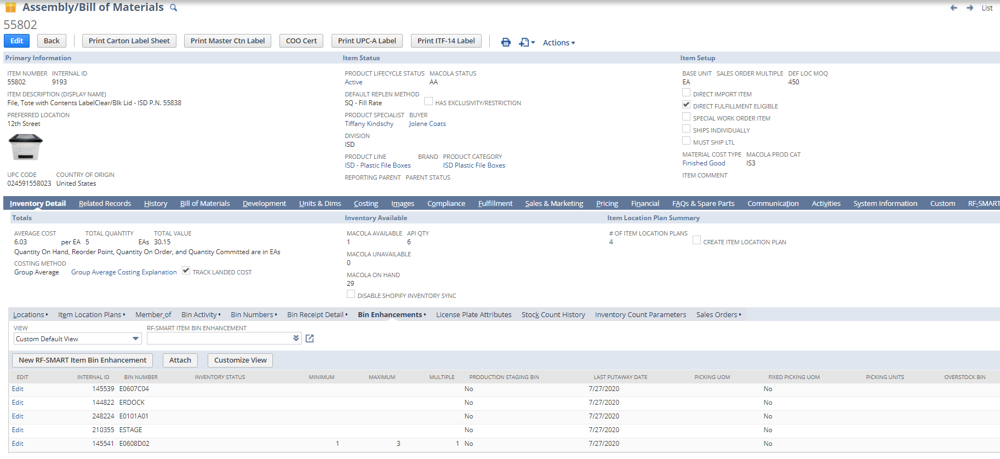 Assembly/Bill of Materials
List
55802
Edit Back Print Carton Label Sheet Print Master Ctn Label COO Cert Print UPC-A Label Print ITF-14 Label Actions
Primary Information Item Status Item Setup
ITEM NUMBER INTERNAL ID PRODUCT LIFECYCLE STATUS MACOLA STATUS BASE UNIT SALES ORDER MULTIPLE DEF LOC MOQ
55802 9193 Active AA EA 450
ITEM DESCRIPTION (DISPLAY NAME) DEFAULT REPLEN METHOD DIRECT IMPORT ITEM
File, Tote with Contents LabelClear/Blk Lid - ISD P.N. 55838 SQ - Fill Rate HAS EXCLUSIVITY/RESTRICTION DIRECT FULFILLMENT ELIGIBLE
PREFERRED LOCATION PRODUCT SPECIALIST BUYER SPECIAL WORK ORDER ITEM
12th Street Tiffany Kindschy Jolene Coats SHIPS INDIVIDUALLY
DIVISION MUST SHIP LTL
ISD
PRODUCT LINE BRAND PRODUCT CATEGORY MATERIAL COST TYPE MACOLA PROD CAT
ISD - Plastic File Boxes ISD Plastic File Boxes Finished Good IS3
UPC CODE COUNTRY OF ORIGIN REPORTING PARENT PARENT STATUS ITEM COMMENT
024591558023 United States
Inventory Detail Related Records History Bill of Materials Development Units & Dims Costing Images Compliance Fulfillment Sales & Marketing Pricing Financial FAQs & Spare Parts Communication Activities System Information Custom RF-SMART
Totals Inventory Available Item Location Plan Summary
AVERAGE COST TOTAL QUANTITY TOTAL VALUE MACOLA AVAILABLE API QTY # OF ITEM LOCATION PLANS
6.03 per EA 5 EAs 30.15 1 6 4 CREATE ITEM LOCATION PLAN
Quantity On Hand, Reorder Point, Quantity On Order, and Quantity Committed are in EAs MACOLA UNAVAILABLE
COSTING METHOD 0
Group Average Group Average Costing Explanation TRACK LANDED COST MACOLA ON HAND
29
DISABLE SHOPIFY INVENTORY SYNC
Locations • Item Location Plans • Member of Bin Activity • Bin Numbers • Bin Receipt Detail • Bin Enhancements • License Plate Attributes Stock Count History Inventory Count Parameters Sales Orders •
VIEW RF-SMART ITEM BIN ENHANCEMENT
Custom Default View
New RF-SMART Item Bin Enhancement Attach Customize View
EDIT INTERNAL ID BIN NUMBER INVENTORY STATUS MINIMUM MAXIMUM MULTIPLE PRODUCTION STAGING BIN LAST PUTAWAY DATE PICKING UOM FIXED PICKING UOM PICKING UNITS OVERSTOCK BIN
Edit 145539 E0607C04 No 7/27/2020 No
Edit 144822 ERDOCK No 7/27/2020 No
Edit 248224 E0101A01 No 7/27/2020 No
Edit 210355 ESTAGE No 7/27/2020 No
Edit 145541 E0608D02 1 3 1 No 7/27/2020 No